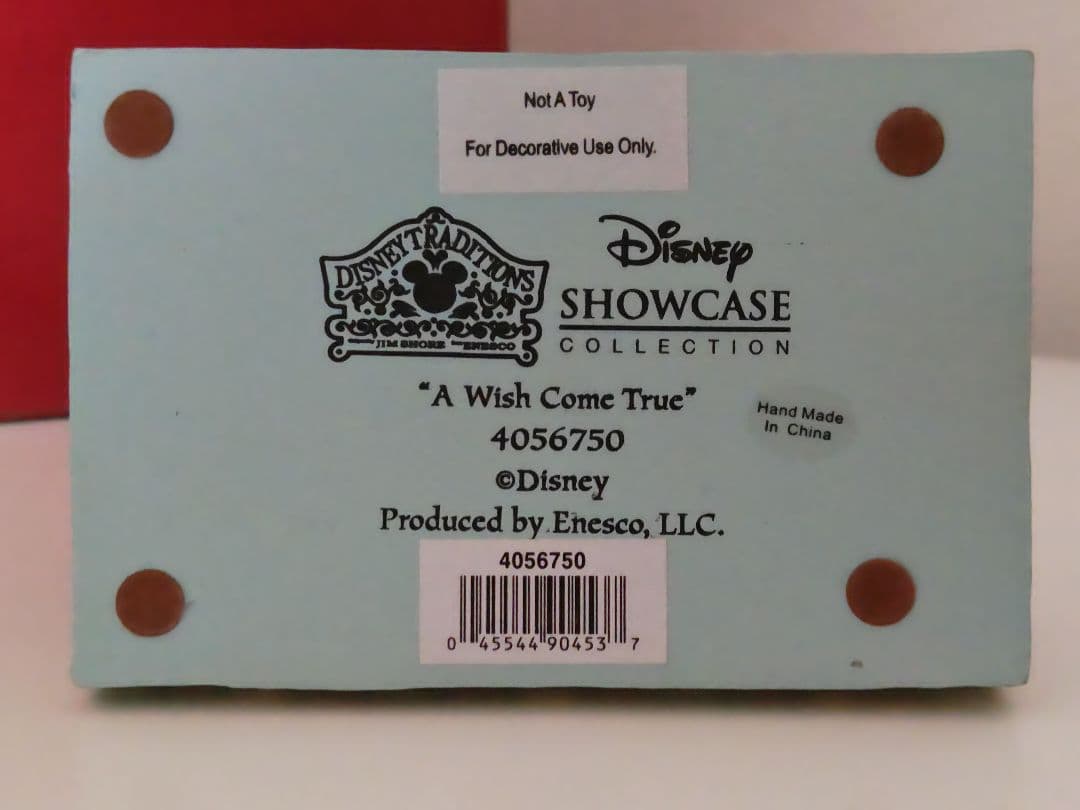 Not A Toy
For Decorative Use Only.
DISNEY TRADITIONS
JIM SHORE ENESCO
Disney
SHOWCASE
COLLECTION
“A Wish Come True”
4056750
©Disney
Produced by Enesco, LLC.
Hand Made
In China
4056750
0 45544 90453 7